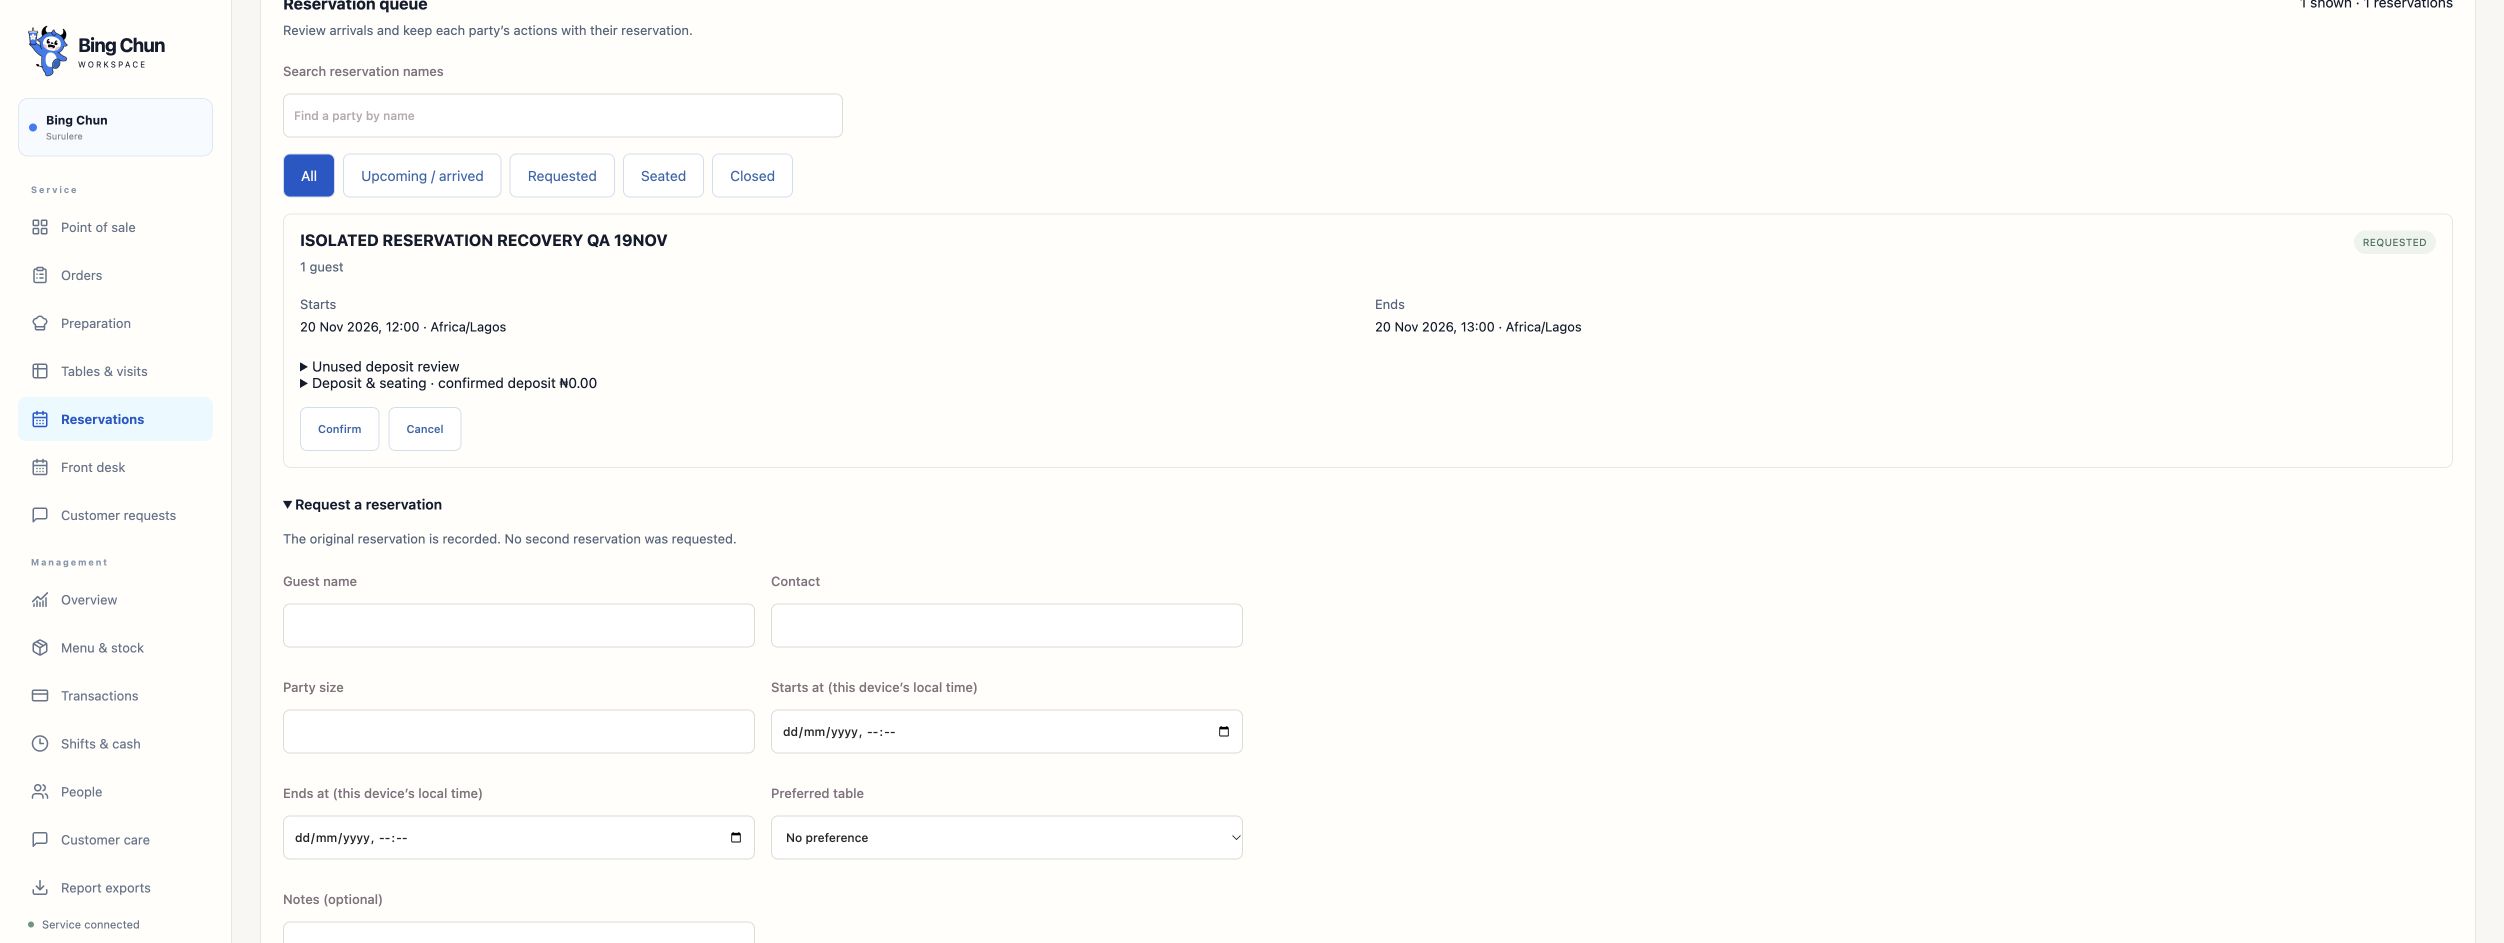 Bing Chun
WORKSPACE
Bing Chun
Surulere
Service
Point of sale
Orders
Preparation
Tables & visits
Reservations
Front desk
Customer requests
Management
Overview
Menu & stock
Transactions
Shifts & cash
People
Customer care
Report exports
Service connected
Reservation queue
1 shown · 1 reservations
Review arrivals and keep each party’s actions with their reservation.
Search reservation names
Find a party by name
All
Upcoming / arrived
Requested
Seated
Closed
ISOLATED RESERVATION RECOVERY QA 19NOV
REQUESTED
1 guest
Starts
20 Nov 2026, 12:00 · Africa/Lagos
Ends
20 Nov 2026, 13:00 · Africa/Lagos
Unused deposit review
Deposit & seating · confirmed deposit ₦0.00
Confirm
Cancel
Request a reservation
The original reservation is recorded. No second reservation was requested.
Guest name
Contact
Party size
Starts at (this device’s local time)
dd/mm/yyyy, --:--
Ends at (this device’s local time)
dd/mm/yyyy, --:--
Preferred table
No preference
Notes (optional)